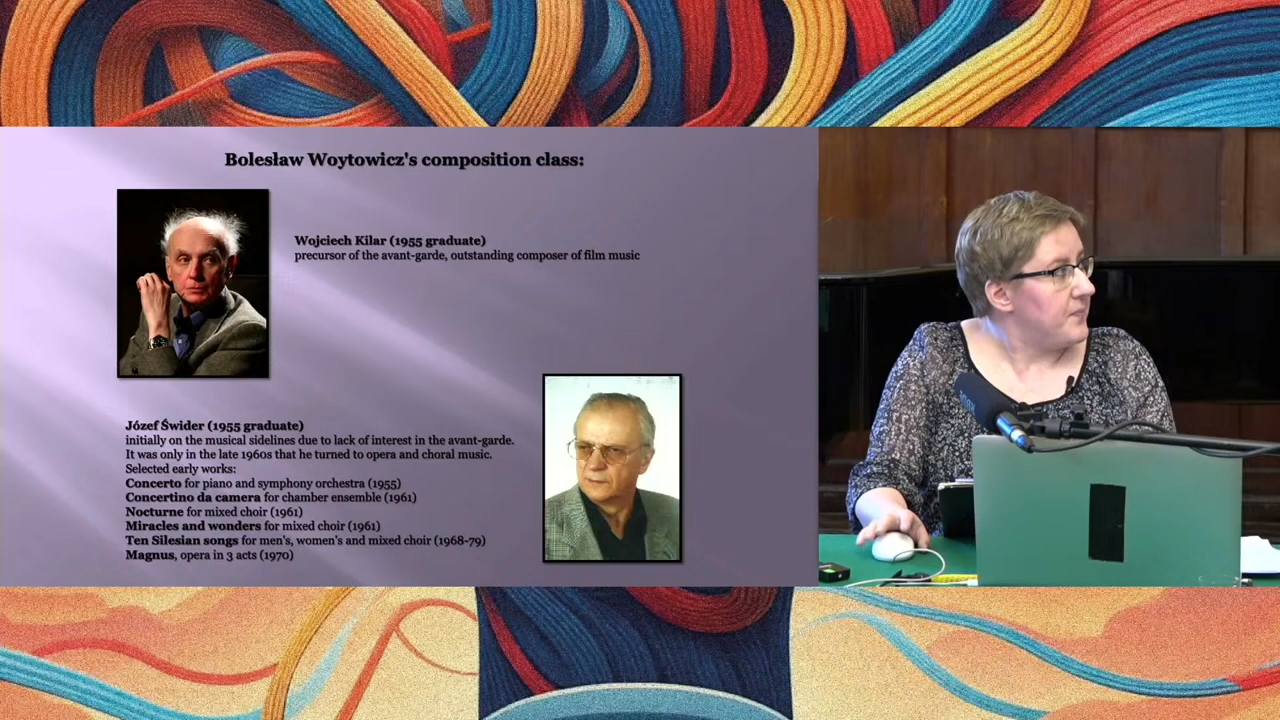 Bolesław Woytowicz's composition class:
Wojciech Kilar (1955 graduate)
precursor of the avant-garde, outstanding composer of film music
Józef Świder (1955 graduate)
initially on the musical sidelines due to lack of interest in the avant-garde.
It was only in the late 1960s that he turned to opera and choral music.
Selected early works:
Concerto for piano and symphony orchestra (1955)
Concertino da camera for chamber ensemble (1961)
Nocturne for mixed choir (1961)
Miracles and wonders for mixed choir (1961)
Ten Silesian songs for men's, women's and mixed choir (1968-79)
Magnus, opera in 3 acts (1970)